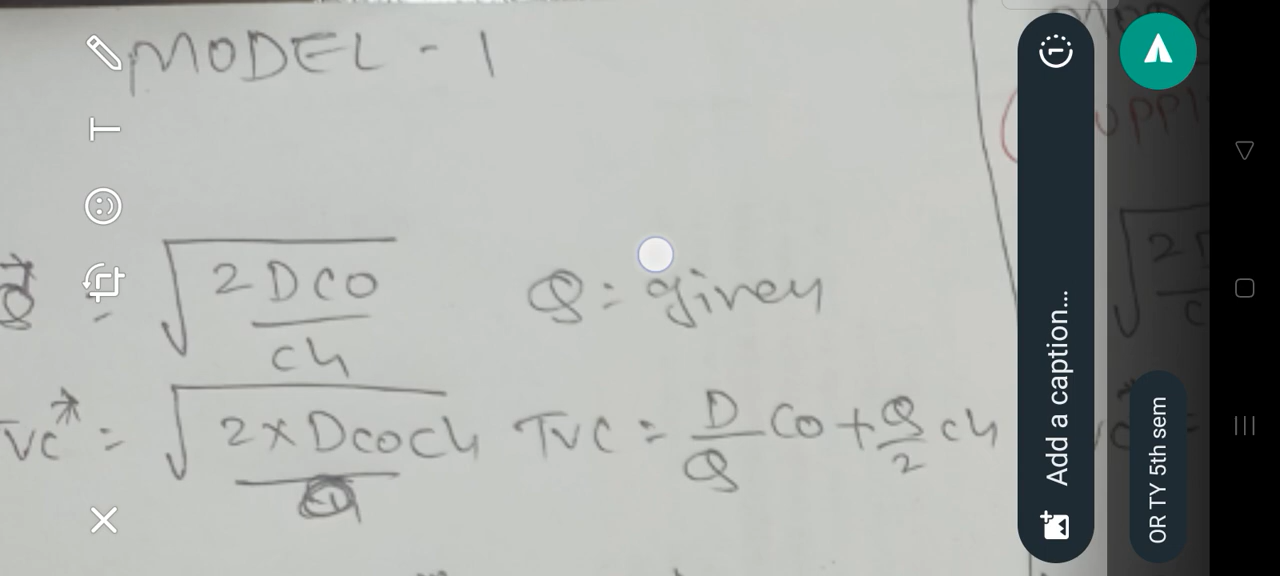 MODEL - 1
Q* = √(2DCO / Ch) Q = given
TVC* = √(2 × DCOCh) TVC = D/Q CO + Q/2 Ch
Add a caption...
OR TY 5th sem